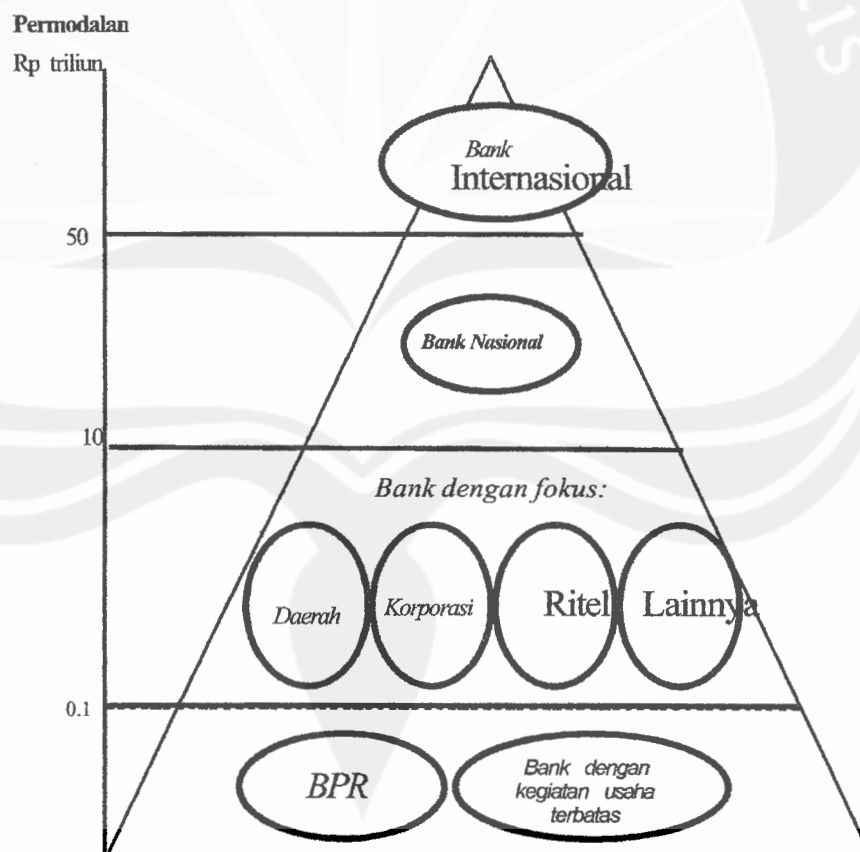 Permodalan
Rp triliun
Bank
Internasional
50
Bank Nasional
10
Bank dengan fokus:
Daerah
Korporasi
Ritel
Lainnya
0.1
BPR
Bank dengan
kegiatan usaha
terbatas
LIS